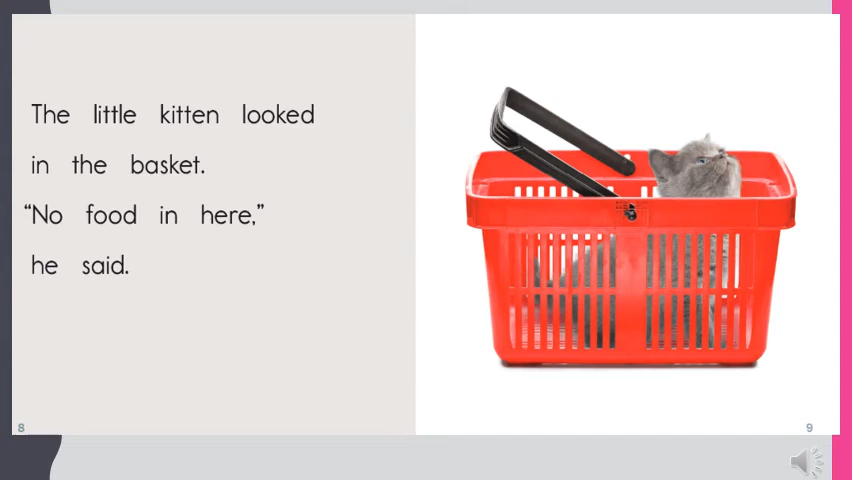 The little kitten looked
in the basket.
“No food in here,”
he said.
8
9